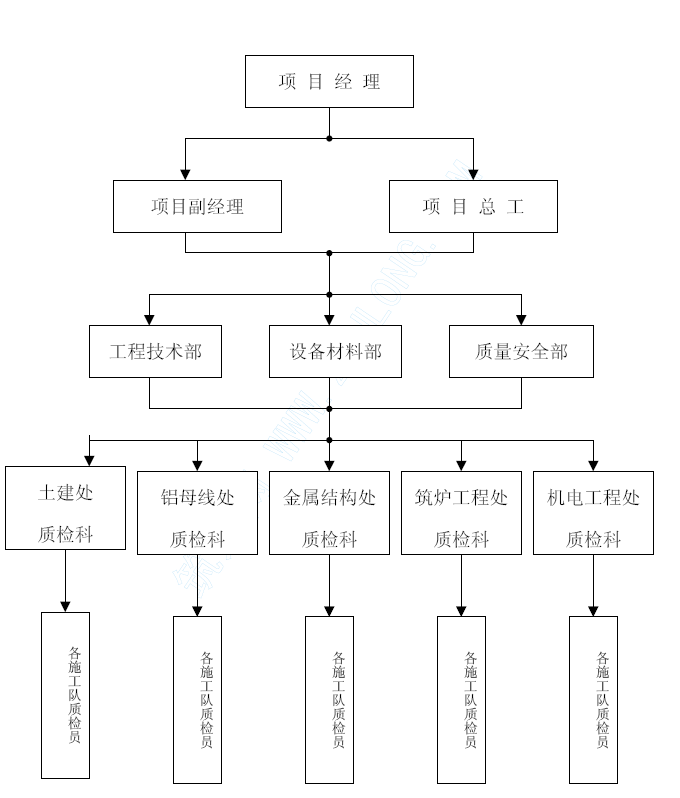 项目经理
项目副经理
项目总工
工程技术部
设备材料部
质量安全部
土建处
质检科
铝母线处
质检科
金属结构处
质检科
筑炉工程处
质检科
机电工程处
质检科
各施工队质检员
各施工队质检员
各施工队质检员
各施工队质检员
各施工队质检员